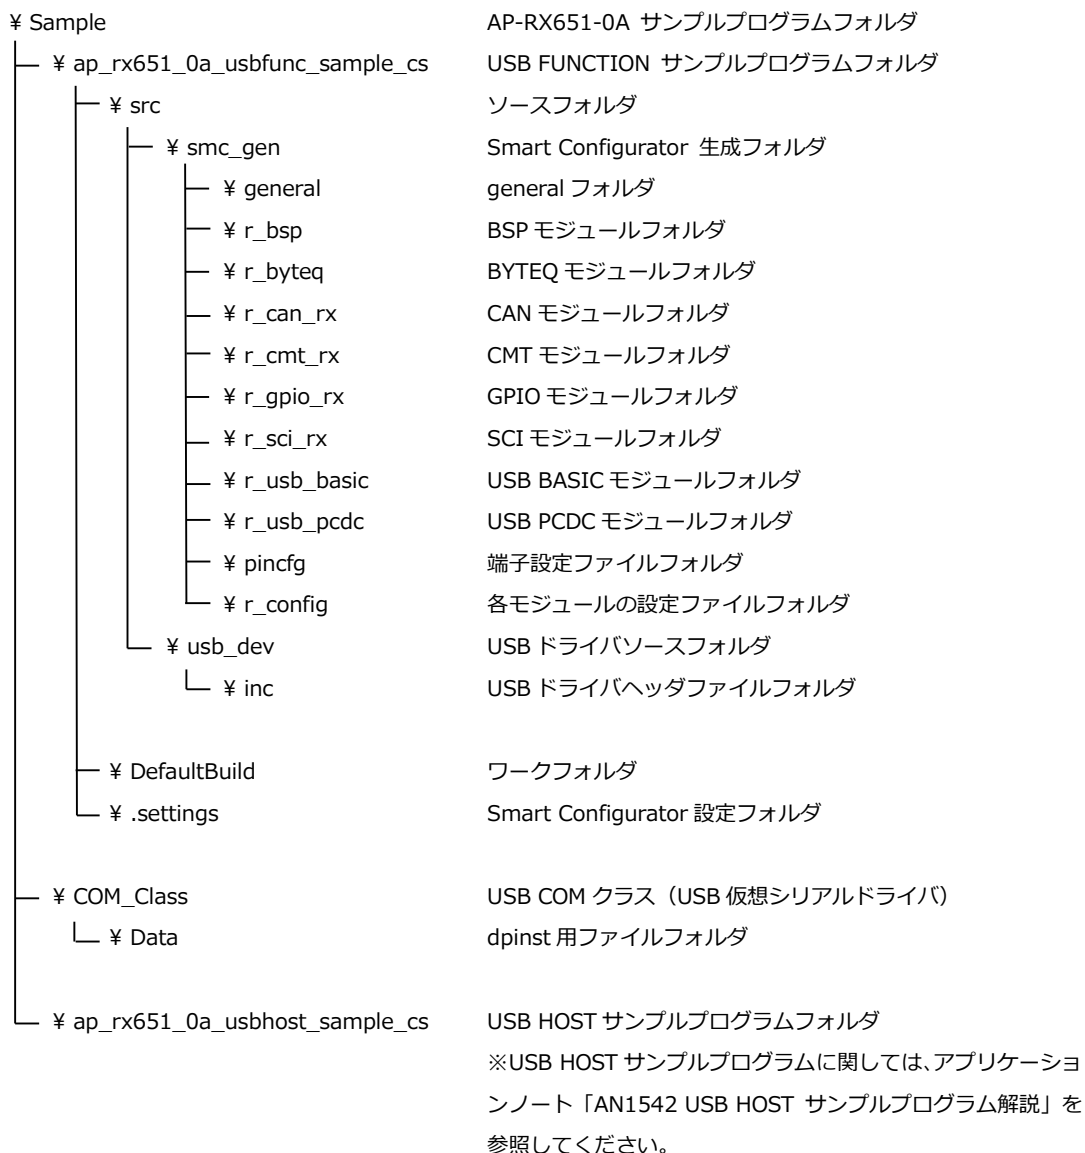 ¥ Sample AP-RX651-0A サンプルプログラムフォルダ
¥ ap_rx651_0a_usbfunc_sample_cs USB FUNCTION サンプルプログラムフォルダ
¥ src ソースフォルダ
¥ smc_gen Smart Configurator 生成フォルダ
¥ general general フォルダ
¥ r_bsp BSP モジュールフォルダ
¥ r_byteq BYTEQ モジュールフォルダ
¥ r_can_rx CAN モジュールフォルダ
¥ r_cmt_rx CMT モジュールフォルダ
¥ r_gpio_rx GPIO モジュールフォルダ
¥ r_sci_rx SCI モジュールフォルダ
¥ r_usb_basic USB BASIC モジュールフォルダ
¥ r_usb_pcdc USB PCDC モジュールフォルダ
¥ pincfg 端子設定ファイルフォルダ
¥ r_config 各モジュールの設定ファイルフォルダ
¥ usb_dev USB ドライバソースフォルダ
¥ inc USB ドライバヘッダファイルフォルダ
¥ DefaultBuild ワークフォルダ
¥ .settings Smart Configurator 設定フォルダ
¥ COM_Class USB COM クラス（USB 仮想シリアルドライバ）
¥ Data dpinst 用ファイルフォルダ
¥ ap_rx651_0a_usbhost_sample_cs USB HOST サンプルプログラムフォルダ
※USB HOST サンプルプログラムに関しては、アプリケーショ
ンノート「AN1542 USB HOST サンプルプログラム解説」を
参照してください。